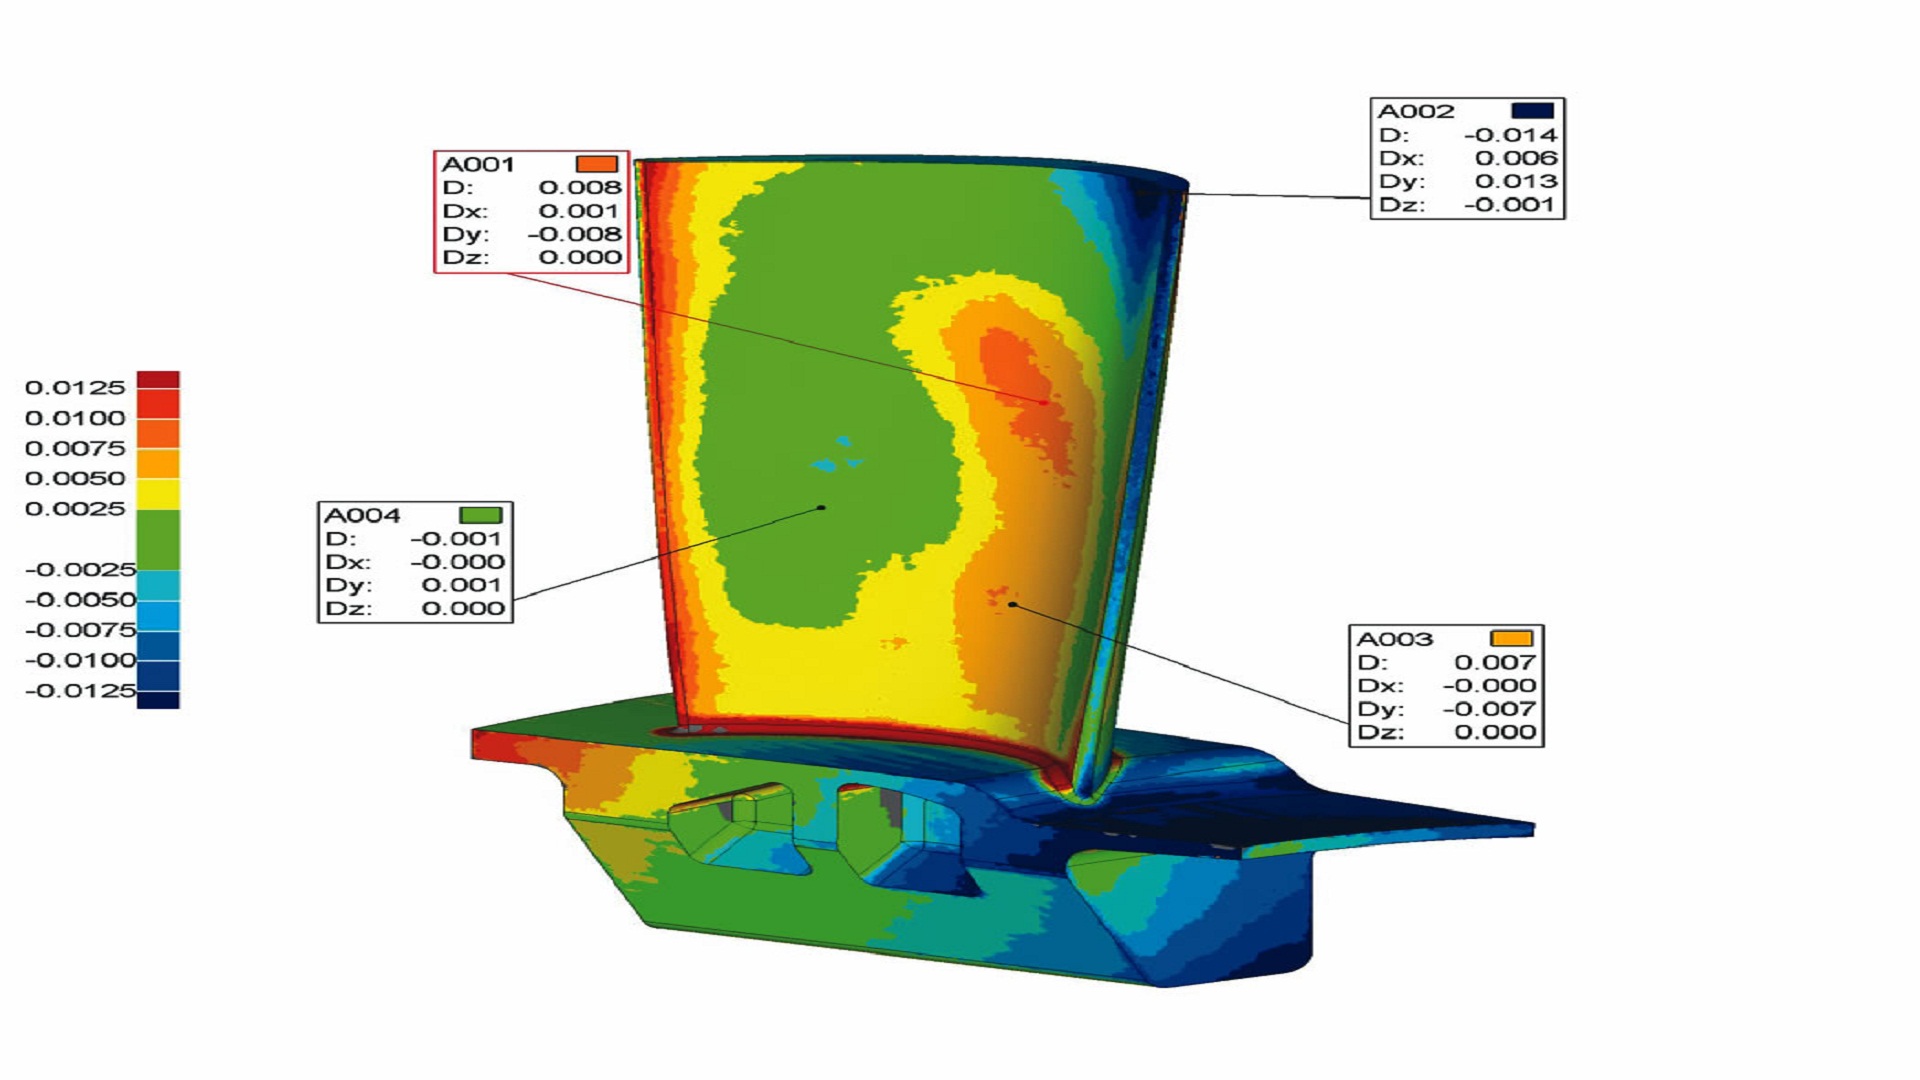 A002
D: -0.014
Dx: 0.006
Dy: 0.013
Dz: -0.001
A001
D: 0.008
Dx: 0.001
Dy: -0.008
Dz: 0.000
0.0125
0.0100
0.0075
0.0050
0.0025
-0.0025
-0.0050
-0.0075
-0.0100
-0.0125
A004
D: -0.001
Dx: -0.000
Dy: 0.001
Dz: 0.000
A003
D: 0.007
Dx: -0.000
Dy: -0.007
Dz: 0.000